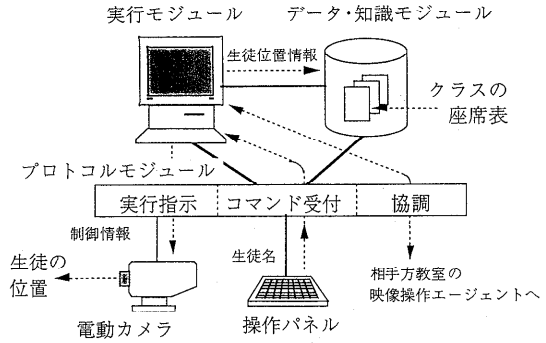 実行モジュール
データ・知識モジュール
生徒位置情報
クラスの
座席表
プロトコルモジュール
実行指示
コマンド受付
協調
制御情報
生徒名
生徒の
位置
相手方教室の
映像操作エージェントへ
電動カメラ
操作パネル